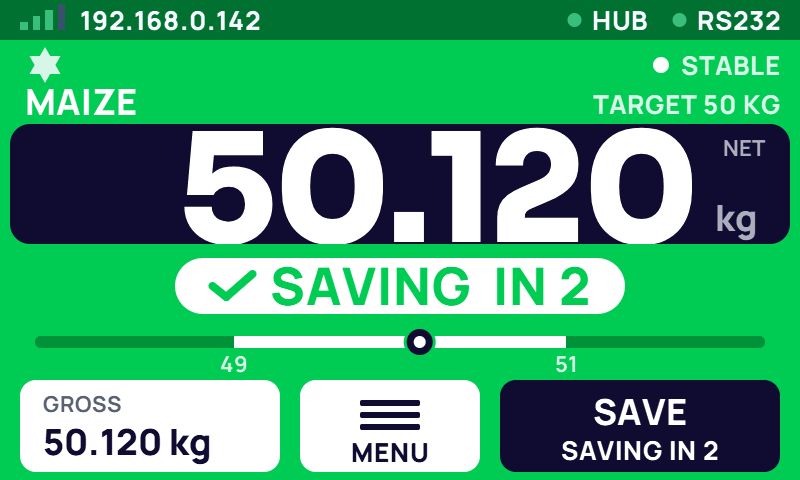 192.168.0.142
HUB
RS232
STABLE
MAIZE
TARGET 50 KG
50.120
NET
kg
SAVING IN 2
49
51
GROSS
50.120 kg
MENU
SAVE
SAVING IN 2